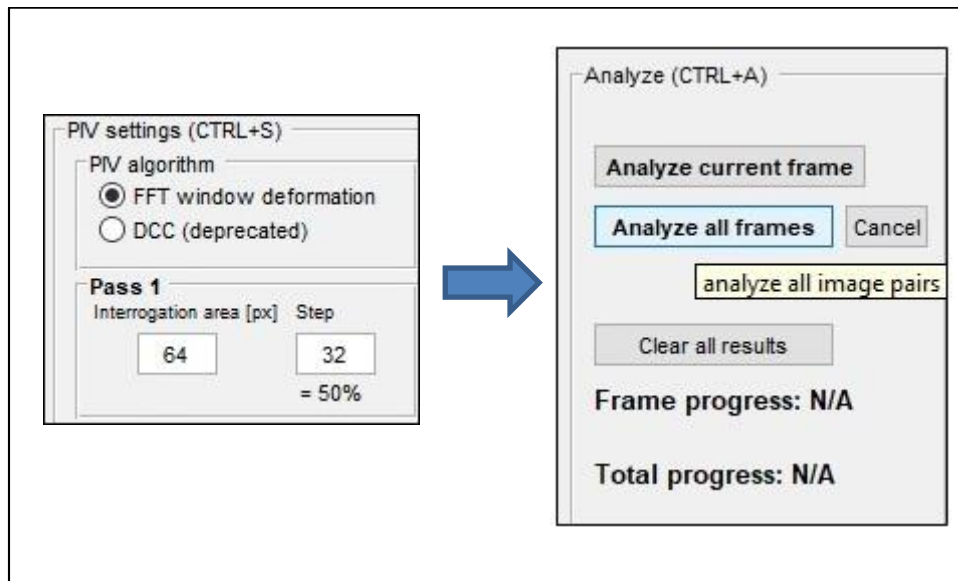 PIV settings (CTRL+S)
PIV algorithm
FFT window deformation
DCC (deprecated)
Pass 1
Interrogation area [px] Step
64 32
= 50%
Analyze (CTRL+A)
Analyze current frame
Analyze all frames Cancel
analyze all image pairs
Clear all results
Frame progress: N/A
Total progress: N/A